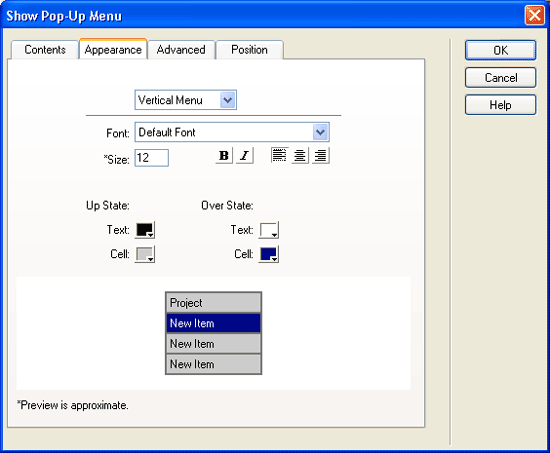 Show Pop-Up Menu
Contents Appearance Advanced Position
OK
Cancel
Help
Vertical Menu
Font: Default Font
*Size: 12 B I
Up State: Over State:
Text: Text:
Cell: Cell:
Project
New Item
New Item
New Item
*Preview is approximate.